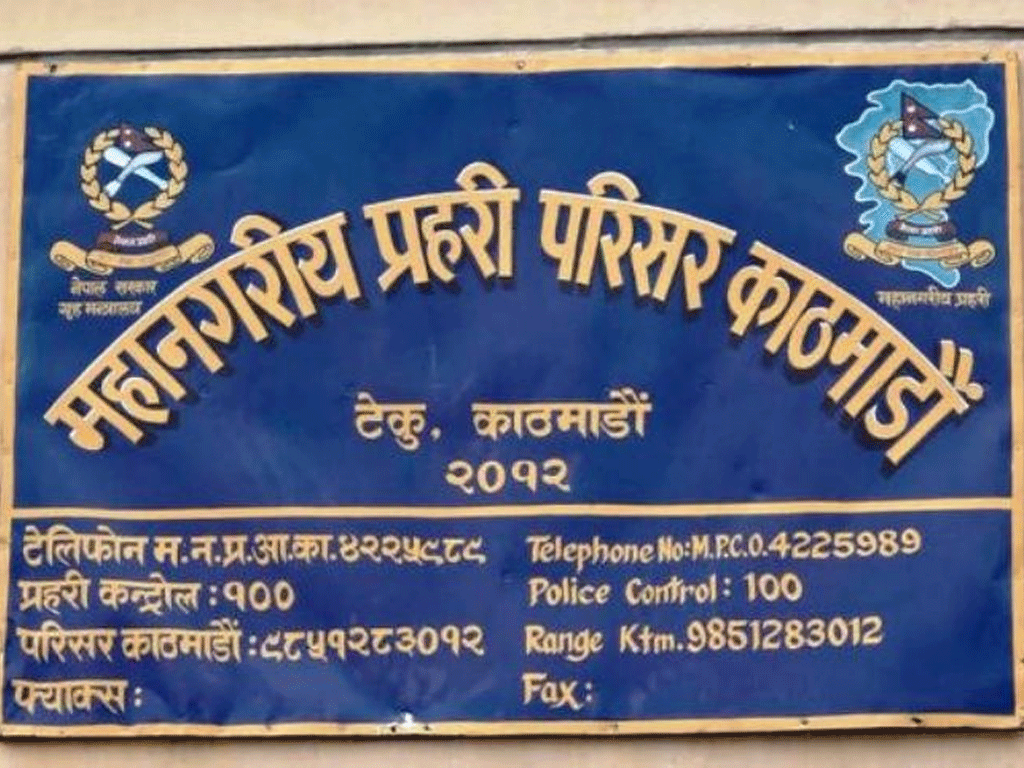 नेपाल सरकार
गृह मन्त्रालय
महानगरीय प्रहरी
महानगरीय प्रहरी परिसर काठमाडौं
टेकु, काठमाडौं
२०१२
टेलिफोन म.न.प्र.आ.का.४२२५९८९
प्रहरी कन्ट्रोल : १००
परिसर काठमाडौं : ९८५१२८३०१२
फ्याक्स :
Telephone No: M.P.C.O. 4225989
Police Control : 100
Range Ktm. 9851283012
Fax :